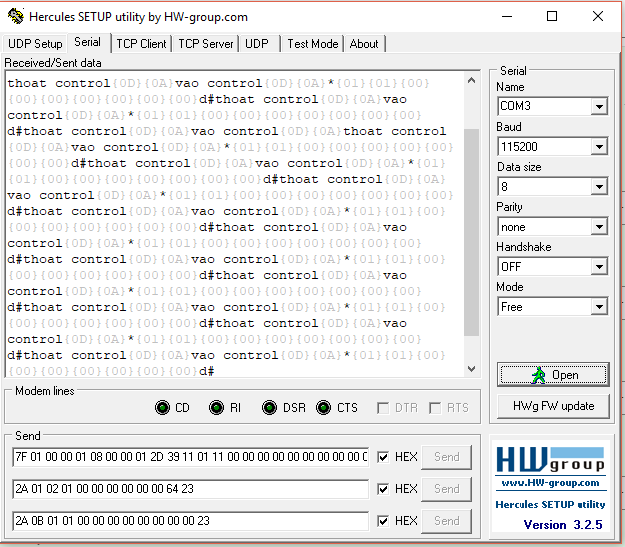 Hercules SETUP utility by HW-group.com
UDP Setup Serial TCP Client TCP Server UDP Test Mode About
Received/Sent data
thoat control{0D}{0A}vao control{0D}{0A}*{01}{01}{00}
{00}{00}{00}{00}{00}{00}d#thoat control{0D}{0A}vao
control{0D}{0A}*{01}{01}{00}{00}{00}{00}{00}{00}{00}
d#thoat control{0D}{0A}vao control{0D}{0A}thoat control
{0D}{0A}vao control{0D}{0A}*{01}{01}{00}{00}{00}{00}{00}
{00}{00}d#thoat control{0D}{0A}vao control{0D}{0A}*{01}
{01}{00}{00}{00}{00}{00}{00}{00}d#thoat control{0D}{0A}
vao control{0D}{0A}*{01}{01}{00}{00}{00}{00}{00}{00}{00}
d#thoat control{0D}{0A}vao control{0D}{0A}*{01}{01}{00}
{00}{00}{00}{00}{00}{00}d#thoat control{0D}{0A}vao
control{0D}{0A}*{01}{01}{00}{00}{00}{00}{00}{00}{00}
d#thoat control{0D}{0A}vao control{0D}{0A}*{01}{01}{00}
{00}{00}{00}{00}{00}{00}d#thoat control{0D}{0A}vao
control{0D}{0A}*{01}{01}{00}{00}{00}{00}{00}{00}{00}
d#thoat control{0D}{0A}vao control{0D}{0A}*{01}{01}{00}
{00}{00}{00}{00}{00}{00}d#thoat control{0D}{0A}vao
control{0D}{0A}*{01}{01}{00}{00}{00}{00}{00}{00}{00}
d#thoat control{0D}{0A}vao control{0D}{0A}*{01}{01}{00}
{00}{00}{00}{00}{00}{00}d#
Serial
Name
COM3
Baud
115200
Data size
8
Parity
none
Handshake
OFF
Mode
Free
Open
HWg FW update
Modem lines
CD RI DSR CTS DTR RTS
Send
7F 01 00 00 01 08 00 00 01 2D 39 11 01 11 00 00 00 00 00 00 00 00 0
HEX Send
2A 01 02 01 00 00 00 00 00 00 00 64 23
HEX Send
2A 0B 01 01 00 00 00 00 00 00 00 00 23
HEX Send
HWgroup
www.HW-group.com
Hercules SETUP utility
Version 3.2.5